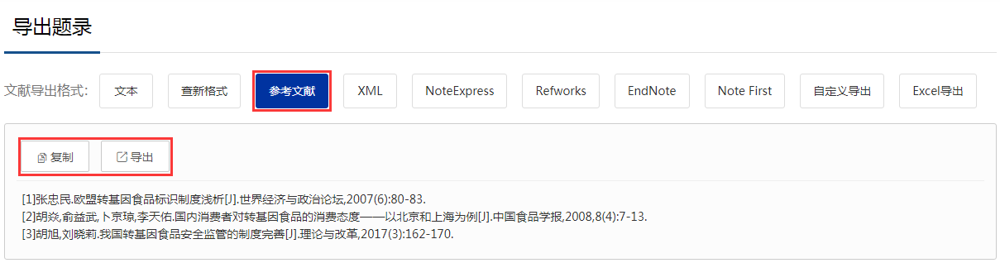 导出题录
文献导出格式： 文本 查新格式 参考文献 XML NoteExpress Refworks EndNote Note First 自定义导出 Excel导出
复制 导出
[1]张忠民.欧盟转基因食品标识制度浅析[J].世界经济与政治论坛,2007(6):80-83.
[2]胡焱,俞益武,卜京琼,李天佑.国内消费者对转基因食品的消费态度——以北京和上海为例[J].中国食品学报,2008,8(4):7-13.
[3]胡旭,刘晓莉.我国转基因食品安全监管的制度完善[J].理论与改革,2017(3):162-170.